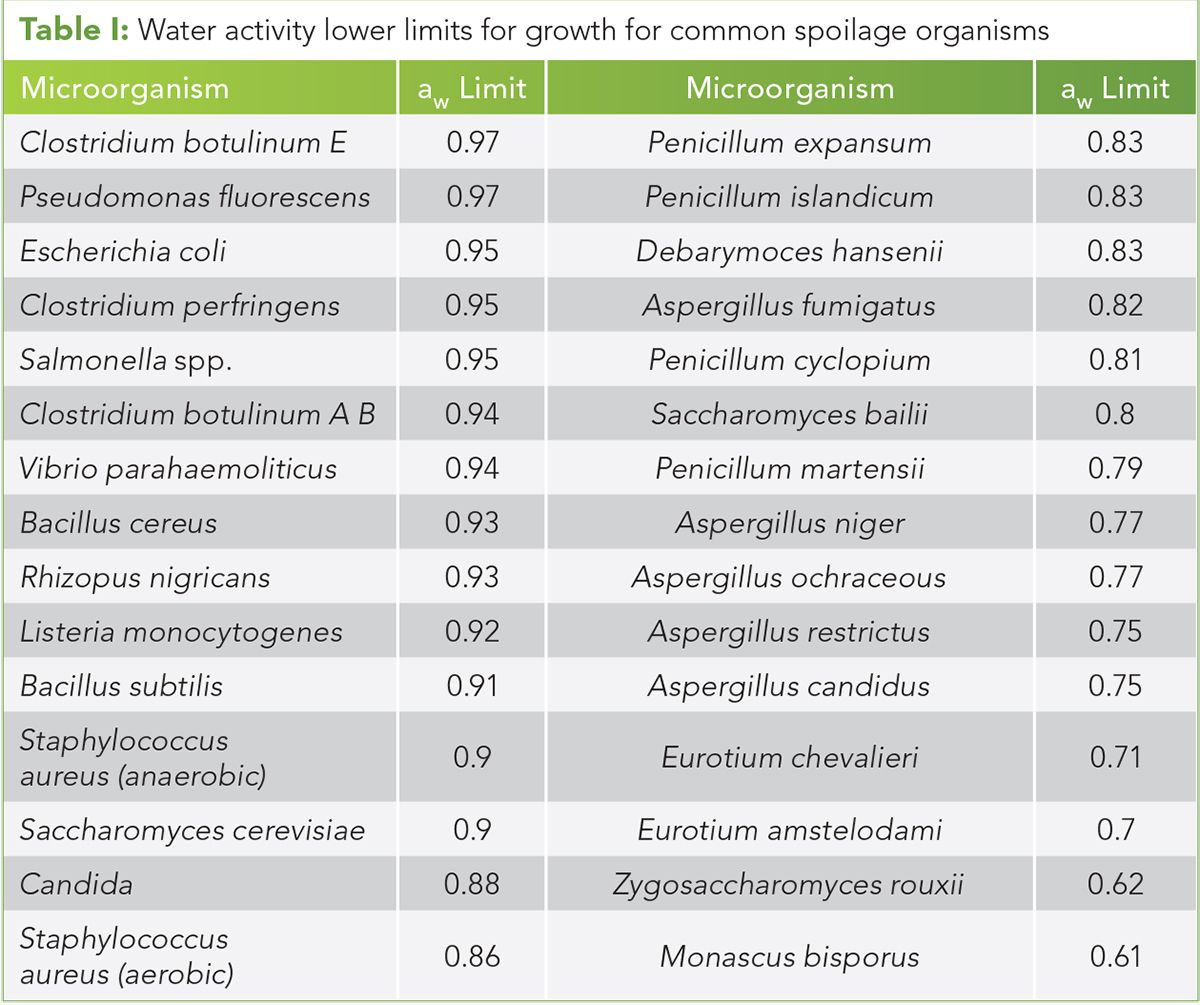 Table I: Water activity lower limits for growth for common spoilage organisms
Microorganism aw Limit Microorganism aw Limit
Clostridium botulinum E 0.97 Penicillum expansum 0.83
Pseudomonas fluorescens 0.97 Penicillum islandicum 0.83
Escherichia coli 0.95 Debarymoces hansenii 0.83
Clostridium perfringens 0.95 Aspergillus fumigatus 0.82
Salmonella spp. 0.95 Penicillum cyclopium 0.81
Clostridium botulinum A B 0.94 Saccharomyces bailii 0.8
Vibrio parahaemoliticus 0.94 Penicillum martensii 0.79
Bacillus cereus 0.93 Aspergillus niger 0.77
Rhizopus nigricans 0.93 Aspergillus ochraceous 0.77
Listeria monocytogenes 0.92 Aspergillus restrictus 0.75
Bacillus subtilis 0.91 Aspergillus candidus 0.75
Staphylococcus
aureus (anaerobic) 0.9 Eurotium chevalieri 0.71
Saccharomyces cerevisiae 0.9 Eurotium amstelodami 0.7
Candida 0.88 Zygosaccharomyces rouxii 0.62
Staphylococcus
aureus (aerobic) 0.86 Monascus bisporus 0.61